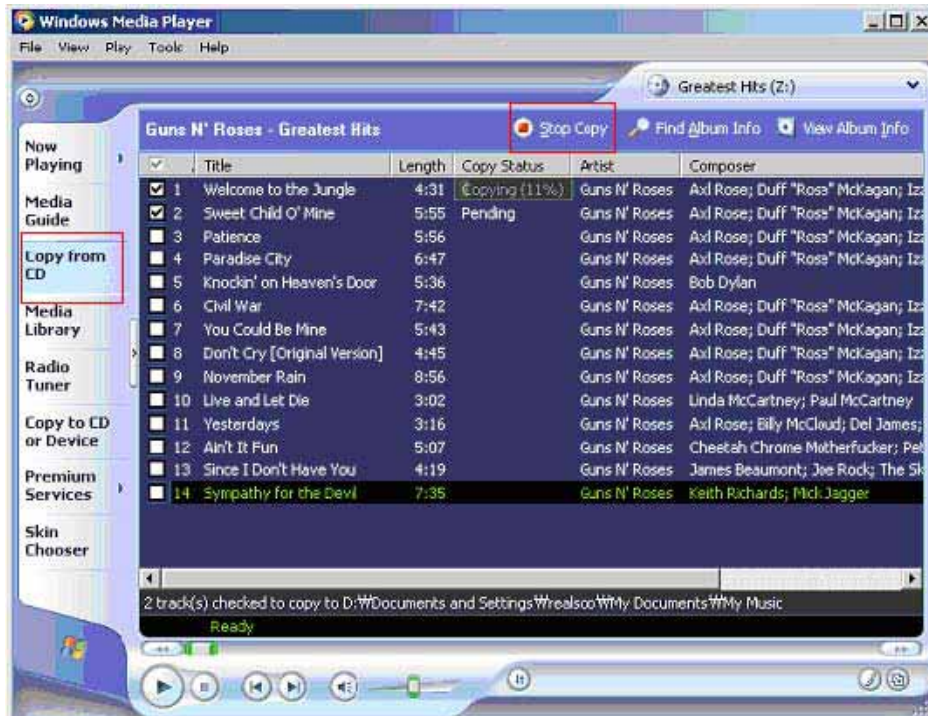 Windows Media Player
File View Play Tools Help
Greatest Hits (Z:)
Guns N' Roses - Greatest Hits Stop Copy Find Album Info View Album Info
Now Playing
Media Guide
Copy from CD
Media Library
Radio Tuner
Copy to CD or Device
Premium Services
Skin Chooser
Title Length Copy Status Artist Composer
1 Welcome to the Jungle 4:31 Copying (11%) Guns N' Roses Axl Rose; Duff "Rose" McKagan; Izz
2 Sweet Child O' Mine 5:55 Pending Guns N' Roses Axl Rose; Duff "Rose" McKagan; Izz
3 Patience 5:56 Guns N' Roses Axl Rose; Duff "Rose" McKagan; Izz
4 Paradise City 6:47 Guns N' Roses Axl Rose; Duff "Rose" McKagan; Izz
5 Knockin' on Heaven's Door 5:36 Guns N' Roses Bob Dylan
6 Civil War 7:42 Guns N' Roses Axl Rose; Duff "Rose" McKagan; Izz
7 You Could Be Mine 5:43 Guns N' Roses Axl Rose; Duff "Rose" McKagan; Izz
8 Don't Cry [Original Version] 4:45 Guns N' Roses Axl Rose; Duff "Rose" McKagan; Izz
9 November Rain 8:56 Guns N' Roses Axl Rose; Duff "Rose" McKagan; Izz
10 Live and Let Die 3:02 Guns N' Roses Linda McCartney; Paul McCartney
11 Yesterdays 3:16 Guns N' Roses Axl Rose; Billy McCloud; Del James;
12 Ain't It Fun 5:07 Guns N' Roses Cheetah Chrome Motherfucker; Pet
13 Since I Don't Have You 4:19 Guns N' Roses James Beaumont; Joe Rock; The Sk
14 Sympathy for the Devil 7:35 Guns N' Roses Keith Richards; Mick Jagger
2 track(s) checked to copy to D:₩Documents and Settings₩realsoo₩My Documents₩My Music
Ready